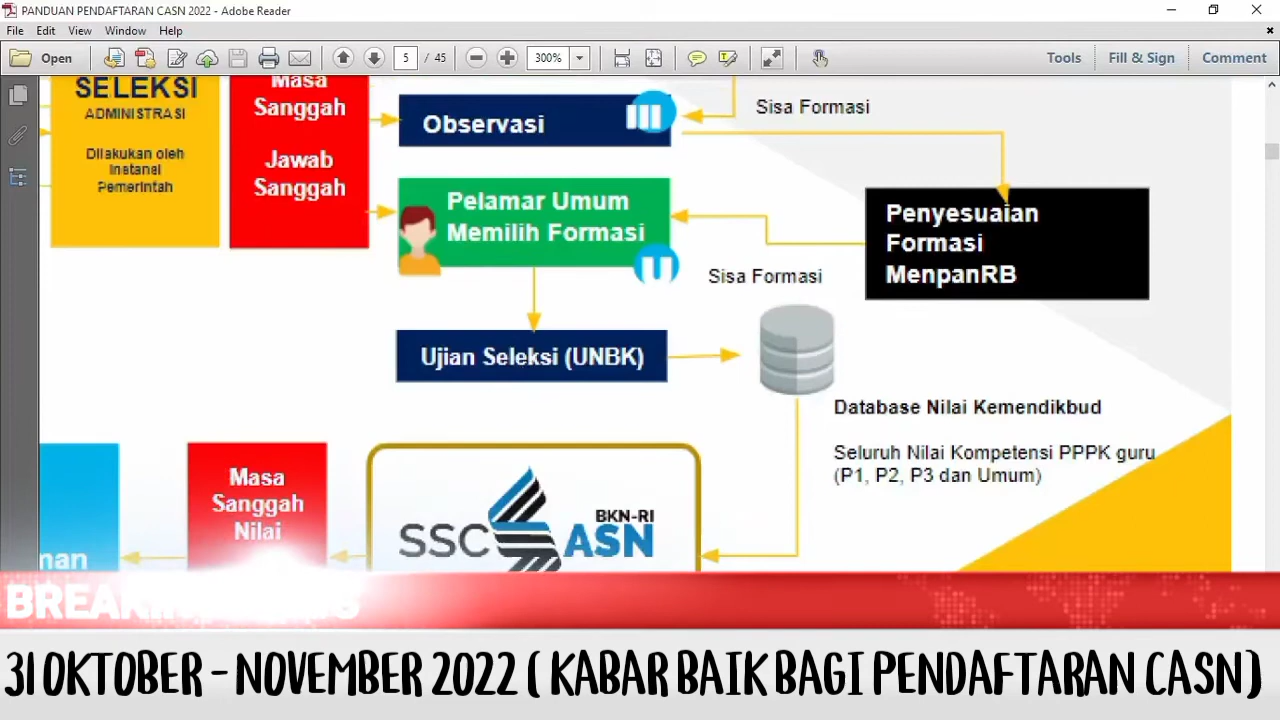 PANDUAN PENDAFTARAN CASN 2022 - Adobe Reader
File Edit View Window Help
Open
5 / 45
300%
Tools
Fill & Sign
Comment
SELEKSI
ADMINISTRASI
Dilakukan oleh
Instansi
Pemerintah
Masa
Sanggah
Jawab
Sanggah
Observasi
Sisa Formasi
Pelamar Umum
Memilih Formasi
Penyesuaian
Formasi
MenpanRB
Sisa Formasi
Ujian Seleksi (UNBK)
Database Nilai Kemendikbud
Seluruh Nilai Kompetensi PPPK guru
(P1, P2, P3 dan Umum)
Masa
Sanggah
Nilai
BKN-RI
SSC ASN
man
31 OKTOBER - NOVEMBER 2022 ( KABAR BAIK BAGI PENDAFTARAN CASN)